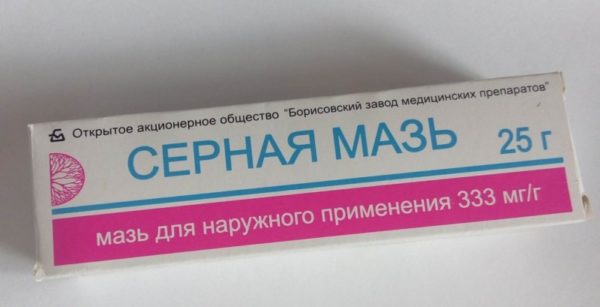 Открытое акционерное общество "Борисовский завод медицинских препаратов"
СЕРНАЯ МАЗЬ 25 г
мазь для наружного применения 333 мг/г